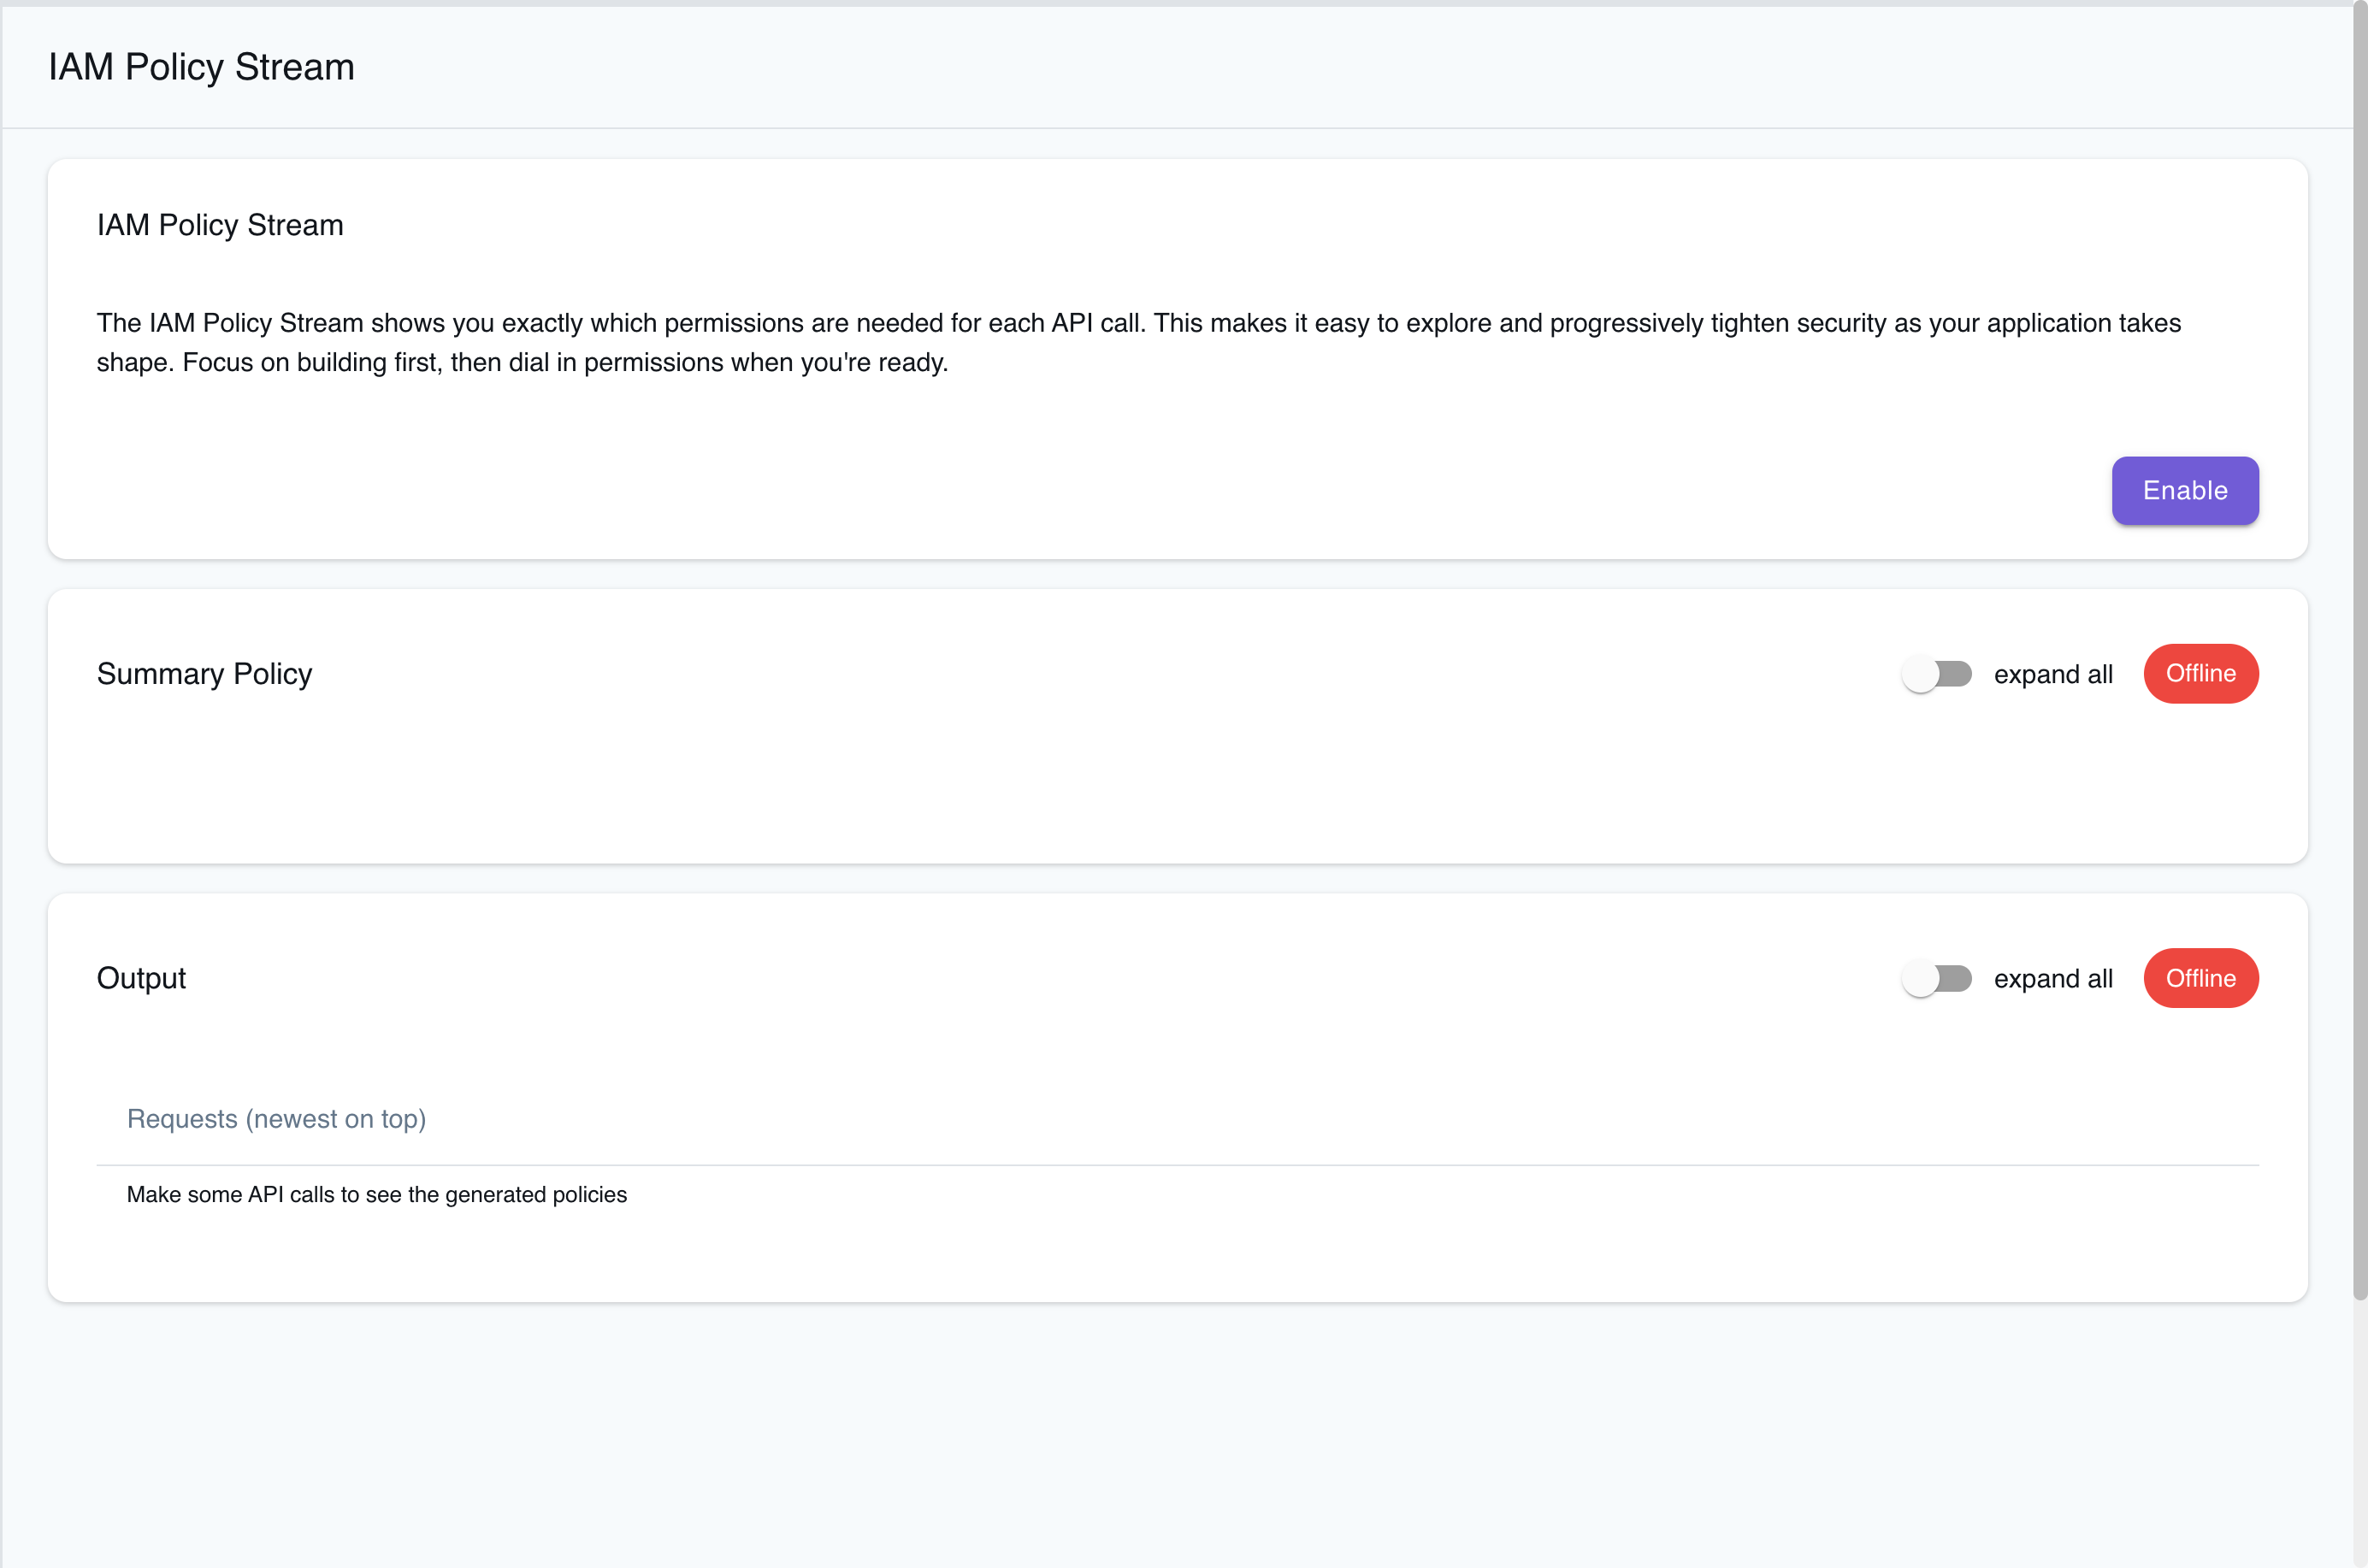 IAM Policy Stream
IAM Policy Stream
The IAM Policy Stream shows you exactly which permissions are needed for each API call. This makes it easy to explore and progressively tighten security as your application takes
shape. Focus on building first, then dial in permissions when you're ready.
Enable
Summary Policy
expand all
Offline
Output
expand all
Offline
Requests (newest on top)
Make some API calls to see the generated policies